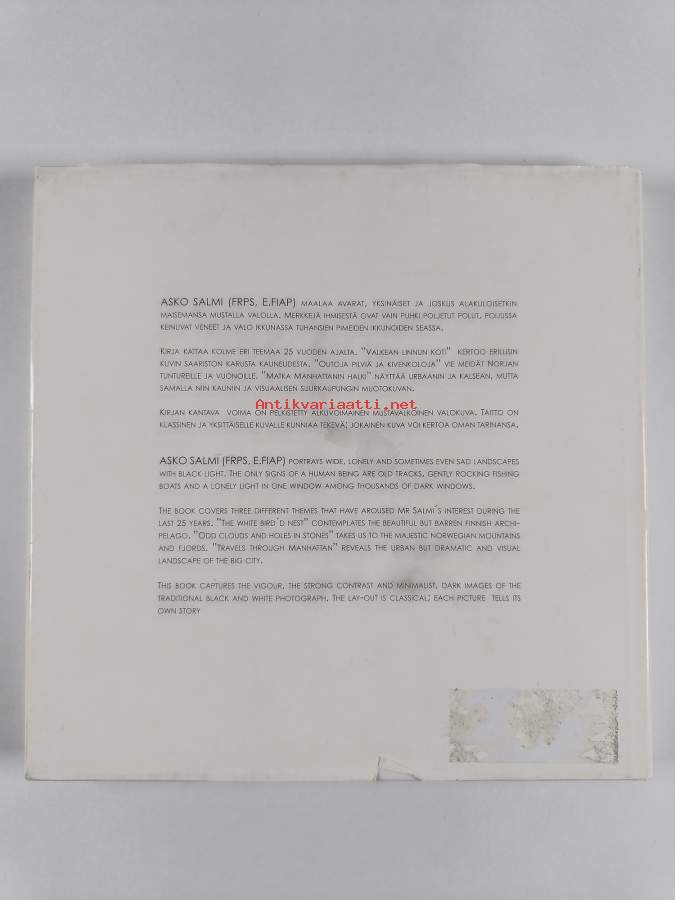 ASKO SALMI (FRPS, E.FIAP) MAALAA AVARAT, YKSINÄISET JA JOSKUS ALAKULOISETKIN
MAISEMANSA MUSTALLA VALOLLA. MERKKEJÄ IHMISESTÄ OVAT VAIN PUHKI POLJETUT POLUT, POIJUSSA
KEINUVAT VENEET JA VALO IKKUNASSA TUHANSIEN PIMEIDEN IKKUNOIDEN SEASSA.
KIRJA KATTAA KOLME ERI TEEMAA 25 VUODEN AJALTA. "VALKEAN LINNUN KOTI" KERTOO ERILLISIN
KUVIN SAARISTON KARUSTA KAUNEUDESTA. "OUTOJA PILVIÄ JA KIVENKOLOJA" VIE MEIDÄT NORJAN
TUNTUREILLE JA VUONOILLE. "MATKA MANHATTANIN HALKI" NÄYTTÄÄ URBAANIN JA KALSEAN, MUTTA
SAMALLA NIIN KAUNIIN JA VISUAALISEN SUURKAUPUNGIN MUOTOKUVAN.
Antikvariaatti.net
KIRJAN KANTAVA VOIMA ON PELKISTETTY ALKUVOIMAINEN MUSTAVALKOINEN VALOKUVA. TAITTO ON
KLASSINEN JA YKSITTÄISELLE KUVALLE KUNNIAA TEKEVÄ; JOKAINEN KUVA VOI KERTOA OMAN TARINANSA.
ASKO SALMI (FRPS, E.FIAP) PORTRAYS WIDE, LONELY AND SOMETIMES EVEN SAD LANDSCAPES
WITH BLACK LIGHT. THE ONLY SIGNS OF A HUMAN BEING ARE OLD TRACKS, GENTLY ROCKING FISHING
BOATS AND A LONELY LIGHT IN ONE WINDOW AMONG THOUSANDS OF DARK WINDOWS.
THE BOOK COVERS THREE DIFFERENT THEMES THAT HAVE AROUSED MR SALMI´S INTEREST DURING THE
LAST 25 YEARS. "THE WHITE BIRD´D NEST" CONTEMPLATES THE BEAUTIFUL BUT BARREN FINNISH ARCHI-
PELAGO. "ODD CLOUDS AND HOLES IN STONES" TAKES US TO THE MAJESTIC NORWEGIAN MOUNTAINS
AND FJORDS. "TRAVELS THROUGH MANHATTAN" REVEALS THE URBAN BUT DRAMATIC AND VISUAL
LANDSCAPE OF THE BIG CITY.
THIS BOOK CAPTURES THE VIGOUR, THE STRONG CONTRAST AND MINIMALIST, DARK IMAGES OF THE
TRADITIONAL BLACK AND WHITE PHOTOGRAPH. THE LAY-OUT IS CLASSICAL; EACH PICTURE TELLS ITS
OWN STORY